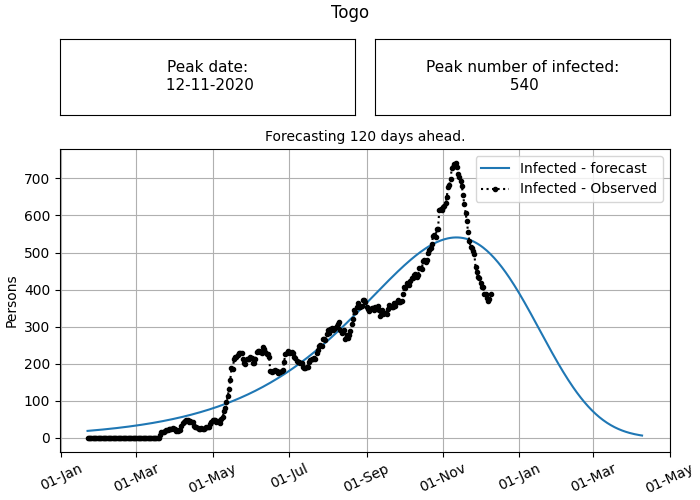 Togo
Peak date:
12-11-2020
Peak number of infected:
540
Forecasting 120 days ahead.
Infected - forecast
Infected - Observed
Persons
700
600
500
400
300
200
100
0
01-Jan
01-Mar
01-May
01-Jul
01-Sep
01-Nov
01-Jan
01-Mar
01-May